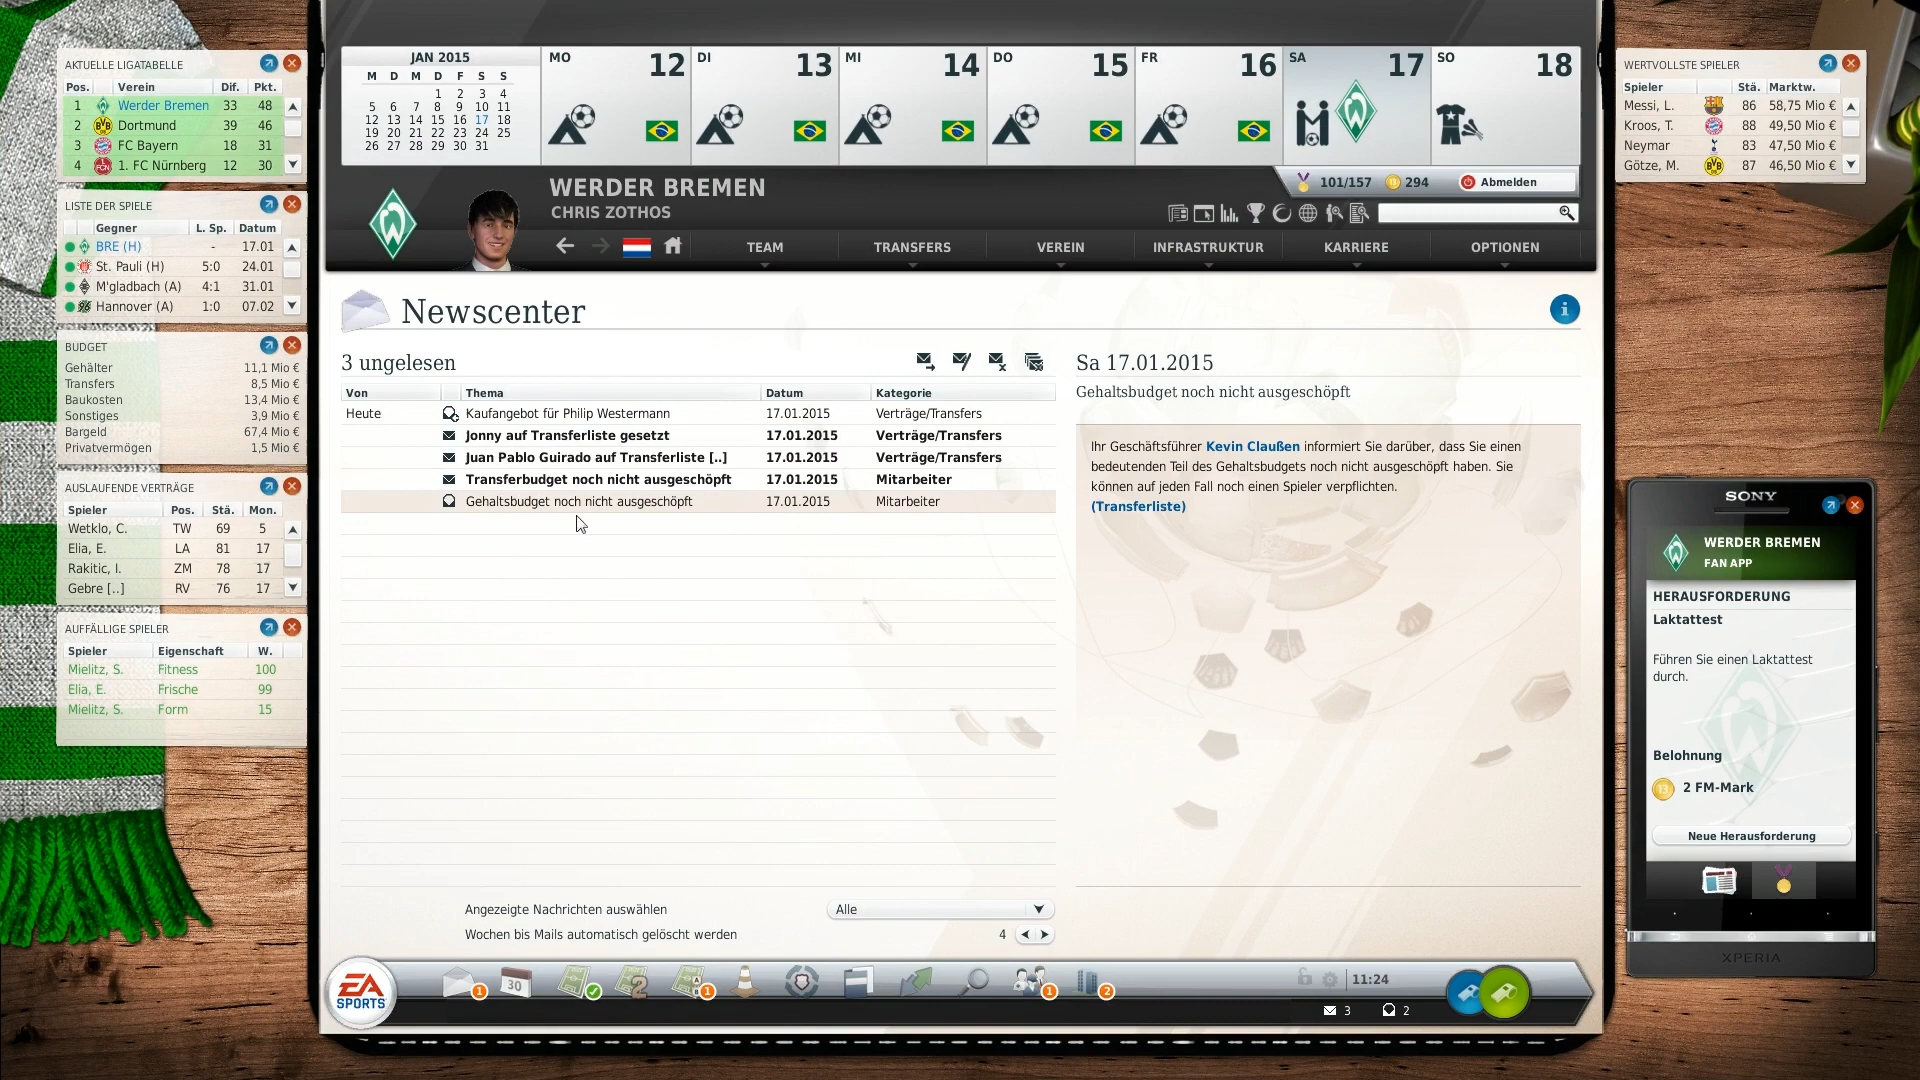 AKTUELLE LIGATABELLE
Pos. Verein Dif. Pkt.
1 Werder Bremen 33 48
2 Dortmund 39 46
3 FC Bayern 18 31
4 1. FC Nürnberg 12 30
LISTE DER SPIELE
Gegner L. Sp. Datum
BRE (H) - 17.01
St. Pauli (H) 5:0 24.01
M'gladbach (A) 4:1 31.01
Hannover (A) 1:0 07.02
BUDGET
Gehälter 11,1 Mio €
Transfers 8,5 Mio €
Baukosten 13,4 Mio €
Sonstiges 3,9 Mio €
Bargeld 67,4 Mio €
Privatvermögen 1,5 Mio €
AUSLAUFENDE VERTRÄGE
Spieler Pos. Stä. Mon.
Wetklo, C. TW 69 5
Elia, E. LA 81 17
Rakitic, I. ZM 78 17
Gebre [..] RV 76 17
AUFFÄLLIGE SPIELER
Spieler Eigenschaft W.
Mielitz, S. Fitness 100
Elia, E. Frische 99
Mielitz, S. Form 15
JAN 2015
M D M D F S S
1 2 3 4
5 6 7 8 9 10 11
12 13 14 15 16 17 18
19 20 21 22 23 24 25
26 27 28 29 30 31
MO 12
DI 13
MI 14
DO 15
FR 16
SA 17
SO 18
WERDER BREMEN
CHRIS ZOTHOS
101/157
294
Abmelden
TEAM TRANSFERS VEREIN INFRASTRUKTUR KARRIERE OPTIONEN
Newscenter
i
3 ungelesen
Von Thema Datum Kategorie
Heute Kaufangebot für Philip Westermann 17.01.2015 Verträge/Transfers
Jonny auf Transferliste gesetzt 17.01.2015 Verträge/Transfers
Juan Pablo Guirado auf Transferliste [..] 17.01.2015 Verträge/Transfers
Transferbudget noch nicht ausgeschöpft 17.01.2015 Mitarbeiter
Gehaltsbudget noch nicht ausgeschöpft 17.01.2015 Mitarbeiter
Angezeigte Nachrichten auswählen Alle
Wochen bis Mails automatisch gelöscht werden 4
Sa 17.01.2015
Gehaltsbudget noch nicht ausgeschöpft
Ihr Geschäftsführer Kevin Claußen informiert Sie darüber, dass Sie einen
bedeutenden Teil des Gehaltsbudgets noch nicht ausgeschöpft haben. Sie
können auf jeden Fall noch einen Spieler verpflichten.
(Transferliste)
EA
SPORTS
1
30
2
1
1
2
11:24
3
2
WERTVOLLSTE SPIELER
Spieler Stä. Marktw.
Messi, L. 86 58,75 Mio €
Kroos, T. 88 49,50 Mio €
Neymar 83 47,50 Mio €
Götze, M. 87 46,50 Mio €
SONY
WERDER BREMEN
FAN APP
HERAUSFORDERUNG
Laktattest
Führen Sie einen Laktattest
durch.
Belohnung
13
2 FM-Mark
Neue Herausforderung
XPERIA